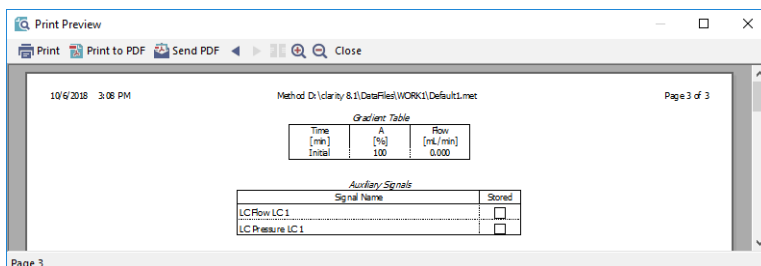 Print Preview
Print Print to PDF Send PDF Close
10/6/2018 3:08 PM Method D:\clarity 8.1\DataFiles\WORK1\Default1.met Page 3 of 3
Gradient Table
Time A Flow
[min] [%] [mL/min]
Initial 100 0.000
Auxiliary Signals
Signal Name Stored
LC Flow LC 1
LC Pressure LC 1
Page 3